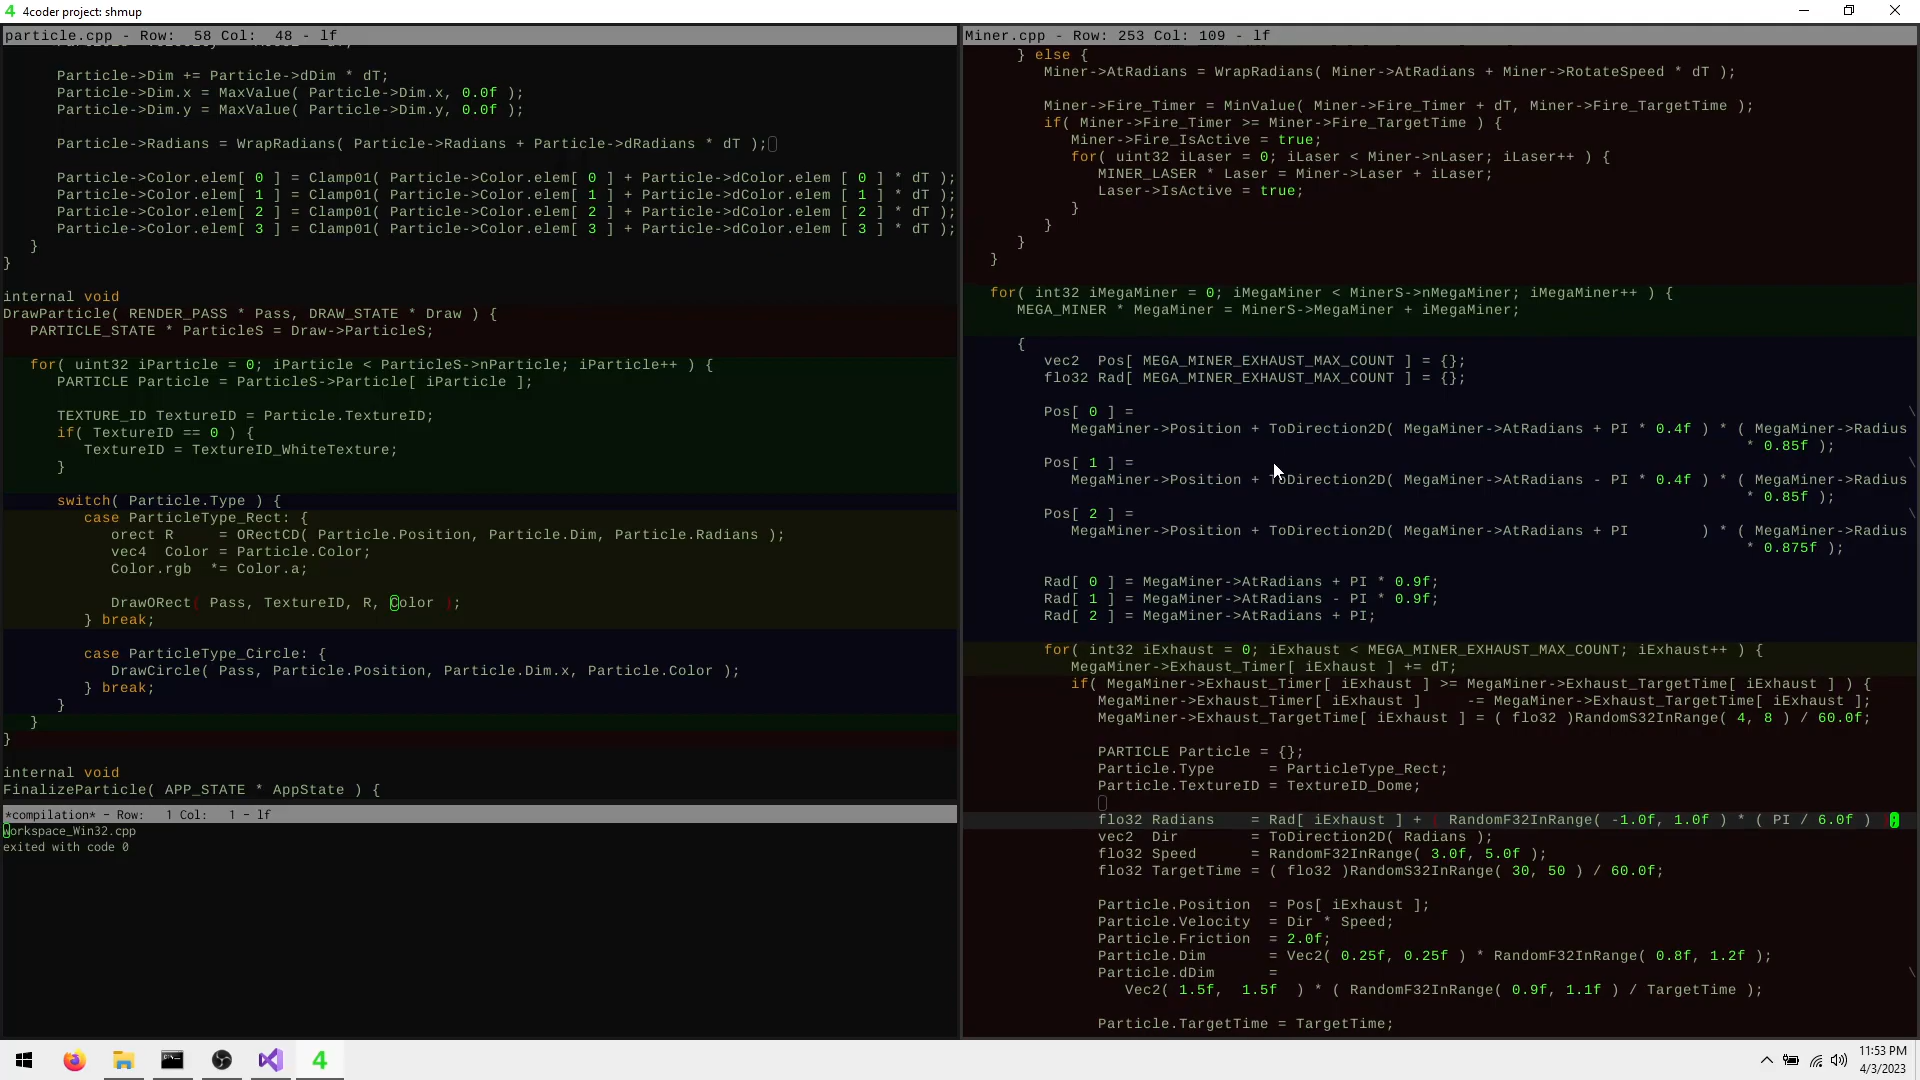 4 4coder project: shmup
particle.cpp - Row:  58 Col:  48 - lf
Particle->Dim += Particle->dDim * dT;
Particle->Dim.x = MaxValue( Particle->Dim.x, 0.0f );
Particle->Dim.y = MaxValue( Particle->Dim.y, 0.0f );
Particle->Radians = WrapRadians( Particle->Radians + Particle->dRadians * dT );
Particle->Color.elem[ 0 ] = Clamp01( Particle->Color.elem[ 0 ] + Particle->dColor.elem [ 0 ] * dT );
Particle->Color.elem[ 1 ] = Clamp01( Particle->Color.elem[ 1 ] + Particle->dColor.elem [ 1 ] * dT );
Particle->Color.elem[ 2 ] = Clamp01( Particle->Color.elem[ 2 ] + Particle->dColor.elem [ 2 ] * dT );
Particle->Color.elem[ 3 ] = Clamp01( Particle->Color.elem[ 3 ] + Particle->dColor.elem [ 3 ] * dT );
}
}
internal void
DrawParticle( RENDER_PASS * Pass, DRAW_STATE * Draw ) {
PARTICLE_STATE * ParticleS = Draw->ParticleS;
for( uint32 iParticle = 0; iParticle < ParticleS->nParticle; iParticle++ ) {
PARTICLE Particle = ParticleS->Particle[ iParticle ];
TEXTURE_ID TextureID = Particle.TextureID;
if( TextureID == 0 ) {
TextureID = TextureID_WhiteTexture;
}
switch( Particle.Type ) {
case ParticleType_Rect: {
orect R     = ORectCD( Particle.Position, Particle.Dim, Particle.Radians );
vec4  Color = Particle.Color;
Color.rgb  *= Color.a;
DrawORect( Pass, TextureID, R, Color );
} break;
case ParticleType_Circle: {
DrawCircle( Pass, Particle.Position, Particle.Dim.x, Particle.Color );
} break;
}
}
}
internal void
FinalizeParticle( APP_STATE * AppState ) {
*compilation* - Row:   1 Col:   1 - lf
workspace_Win32.cpp
exited with code 0
Miner.cpp - Row: 253 Col: 109 - lf
} else {
Miner->AtRadians = WrapRadians( Miner->AtRadians + Miner->RotateSpeed * dT );
Miner->Fire_Timer = MinValue( Miner->Fire_Timer + dT, Miner->Fire_TargetTime );
if( Miner->Fire_Timer >= Miner->Fire_TargetTime ) {
Miner->Fire_IsActive = true;
for( uint32 iLaser = 0; iLaser < Miner->nLaser; iLaser++ ) {
MINER_LASER * Laser = Miner->Laser + iLaser;
Laser->IsActive = true;
}
}
}
}
for( int32 iMegaMiner = 0; iMegaMiner < MinerS->nMegaMiner; iMegaMiner++ ) {
MEGA_MINER * MegaMiner = MinerS->MegaMiner + iMegaMiner;
{
vec2  Pos[ MEGA_MINER_EXHAUST_MAX_COUNT ] = {};
flo32 Rad[ MEGA_MINER_EXHAUST_MAX_COUNT ] = {};
Pos[ 0 ] = \
MegaMiner->Position + ToDirection2D( MegaMiner->AtRadians + PI * 0.4f ) * ( MegaMiner->Radius
* 0.85f );
Pos[ 1 ] = \
MegaMiner->Position + ToDirection2D( MegaMiner->AtRadians - PI * 0.4f ) * ( MegaMiner->Radius
* 0.85f );
Pos[ 2 ] = \
MegaMiner->Position + ToDirection2D( MegaMiner->AtRadians + PI        ) * ( MegaMiner->Radius
* 0.875f );
Rad[ 0 ] = MegaMiner->AtRadians + PI * 0.9f;
Rad[ 1 ] = MegaMiner->AtRadians - PI * 0.9f;
Rad[ 2 ] = MegaMiner->AtRadians + PI;
for( int32 iExhaust = 0; iExhaust < MEGA_MINER_EXHAUST_MAX_COUNT; iExhaust++ ) {
MegaMiner->Exhaust_Timer[ iExhaust ] += dT;
if( MegaMiner->Exhaust_Timer[ iExhaust ] >= MegaMiner->Exhaust_TargetTime[ iExhaust ] ) {
MegaMiner->Exhaust_Timer[ iExhaust ]     -= MegaMiner->Exhaust_TargetTime[ iExhaust ];
MegaMiner->Exhaust_TargetTime[ iExhaust ] = ( flo32 )RandomS32InRange( 4, 8 ) / 60.0f;
PARTICLE Particle = {};
Particle.Type      = ParticleType_Rect;
Particle.TextureID = TextureID_Dome;
flo32 Radians    = Rad[ iExhaust ] + ( RandomF32InRange( -1.0f, 1.0f ) * ( PI / 6.0f ) );
vec2  Dir        = ToDirection2D( Radians );
flo32 Speed      = RandomF32InRange( 3.0f, 5.0f );
flo32 TargetTime = ( flo32 )RandomS32InRange( 30, 50 ) / 60.0f;
Particle.Position  = Pos[ iExhaust ];
Particle.Velocity  = Dir * Speed;
Particle.Friction  = 2.0f;
Particle.Dim       = Vec2( 0.25f, 0.25f ) * RandomF32InRange( 0.8f, 1.2f );
Particle.dDim      = \
Vec2( 1.5f,  1.5f  ) * ( RandomF32InRange( 0.9f, 1.1f ) / TargetTime );
Particle.TargetTime = TargetTime;
4
11:53 PM
4/3/2023